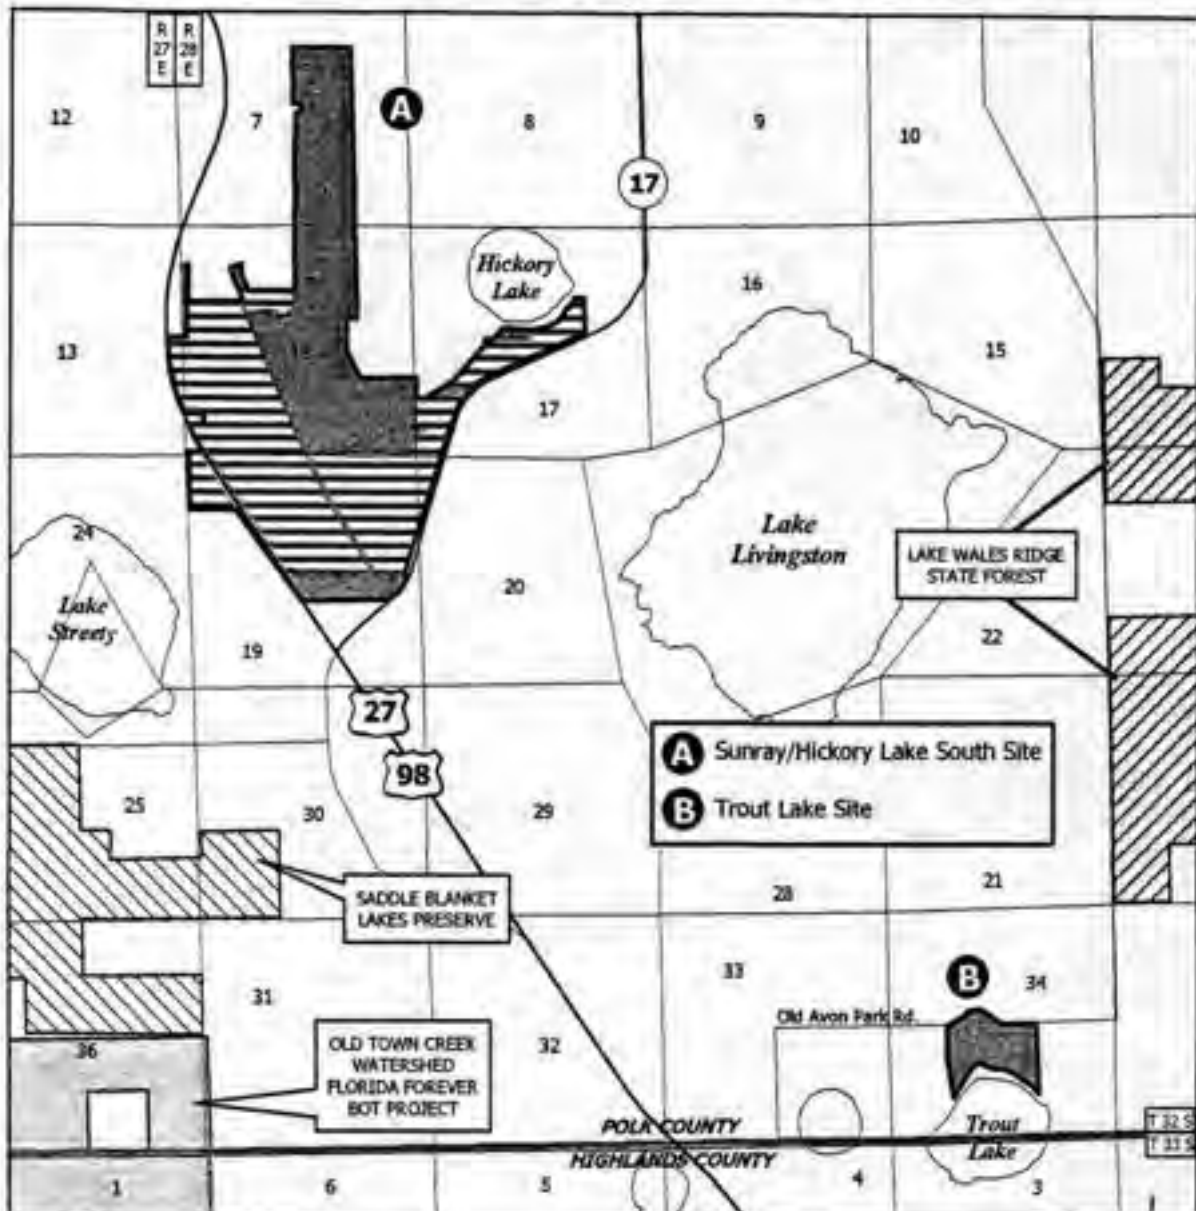 R R
27 28
E E
12
7
A
8
9
10
17
Hickory
Lake
16
13
18
17
15
24
Lake
Livingston
LAKE WALES RIDGE
STATE FOREST
Lake
Streety
20
19
22
27
98
A Sunray/Hickory Lake South Site
B Trout Lake Site
25
30
29
SADDLE BLANKET
LAKES PRESERVE
28
21
31
33
B
34
Old Avon Park Rd.
36
OLD TOWN CREEK
WATERSHED
FLORIDA FOREVER
BOT PROJECT
32
POLK COUNTY
HIGHLANDS COUNTY
Trout
Lake
T 32 S
T 33 S
1
6
5
4
3